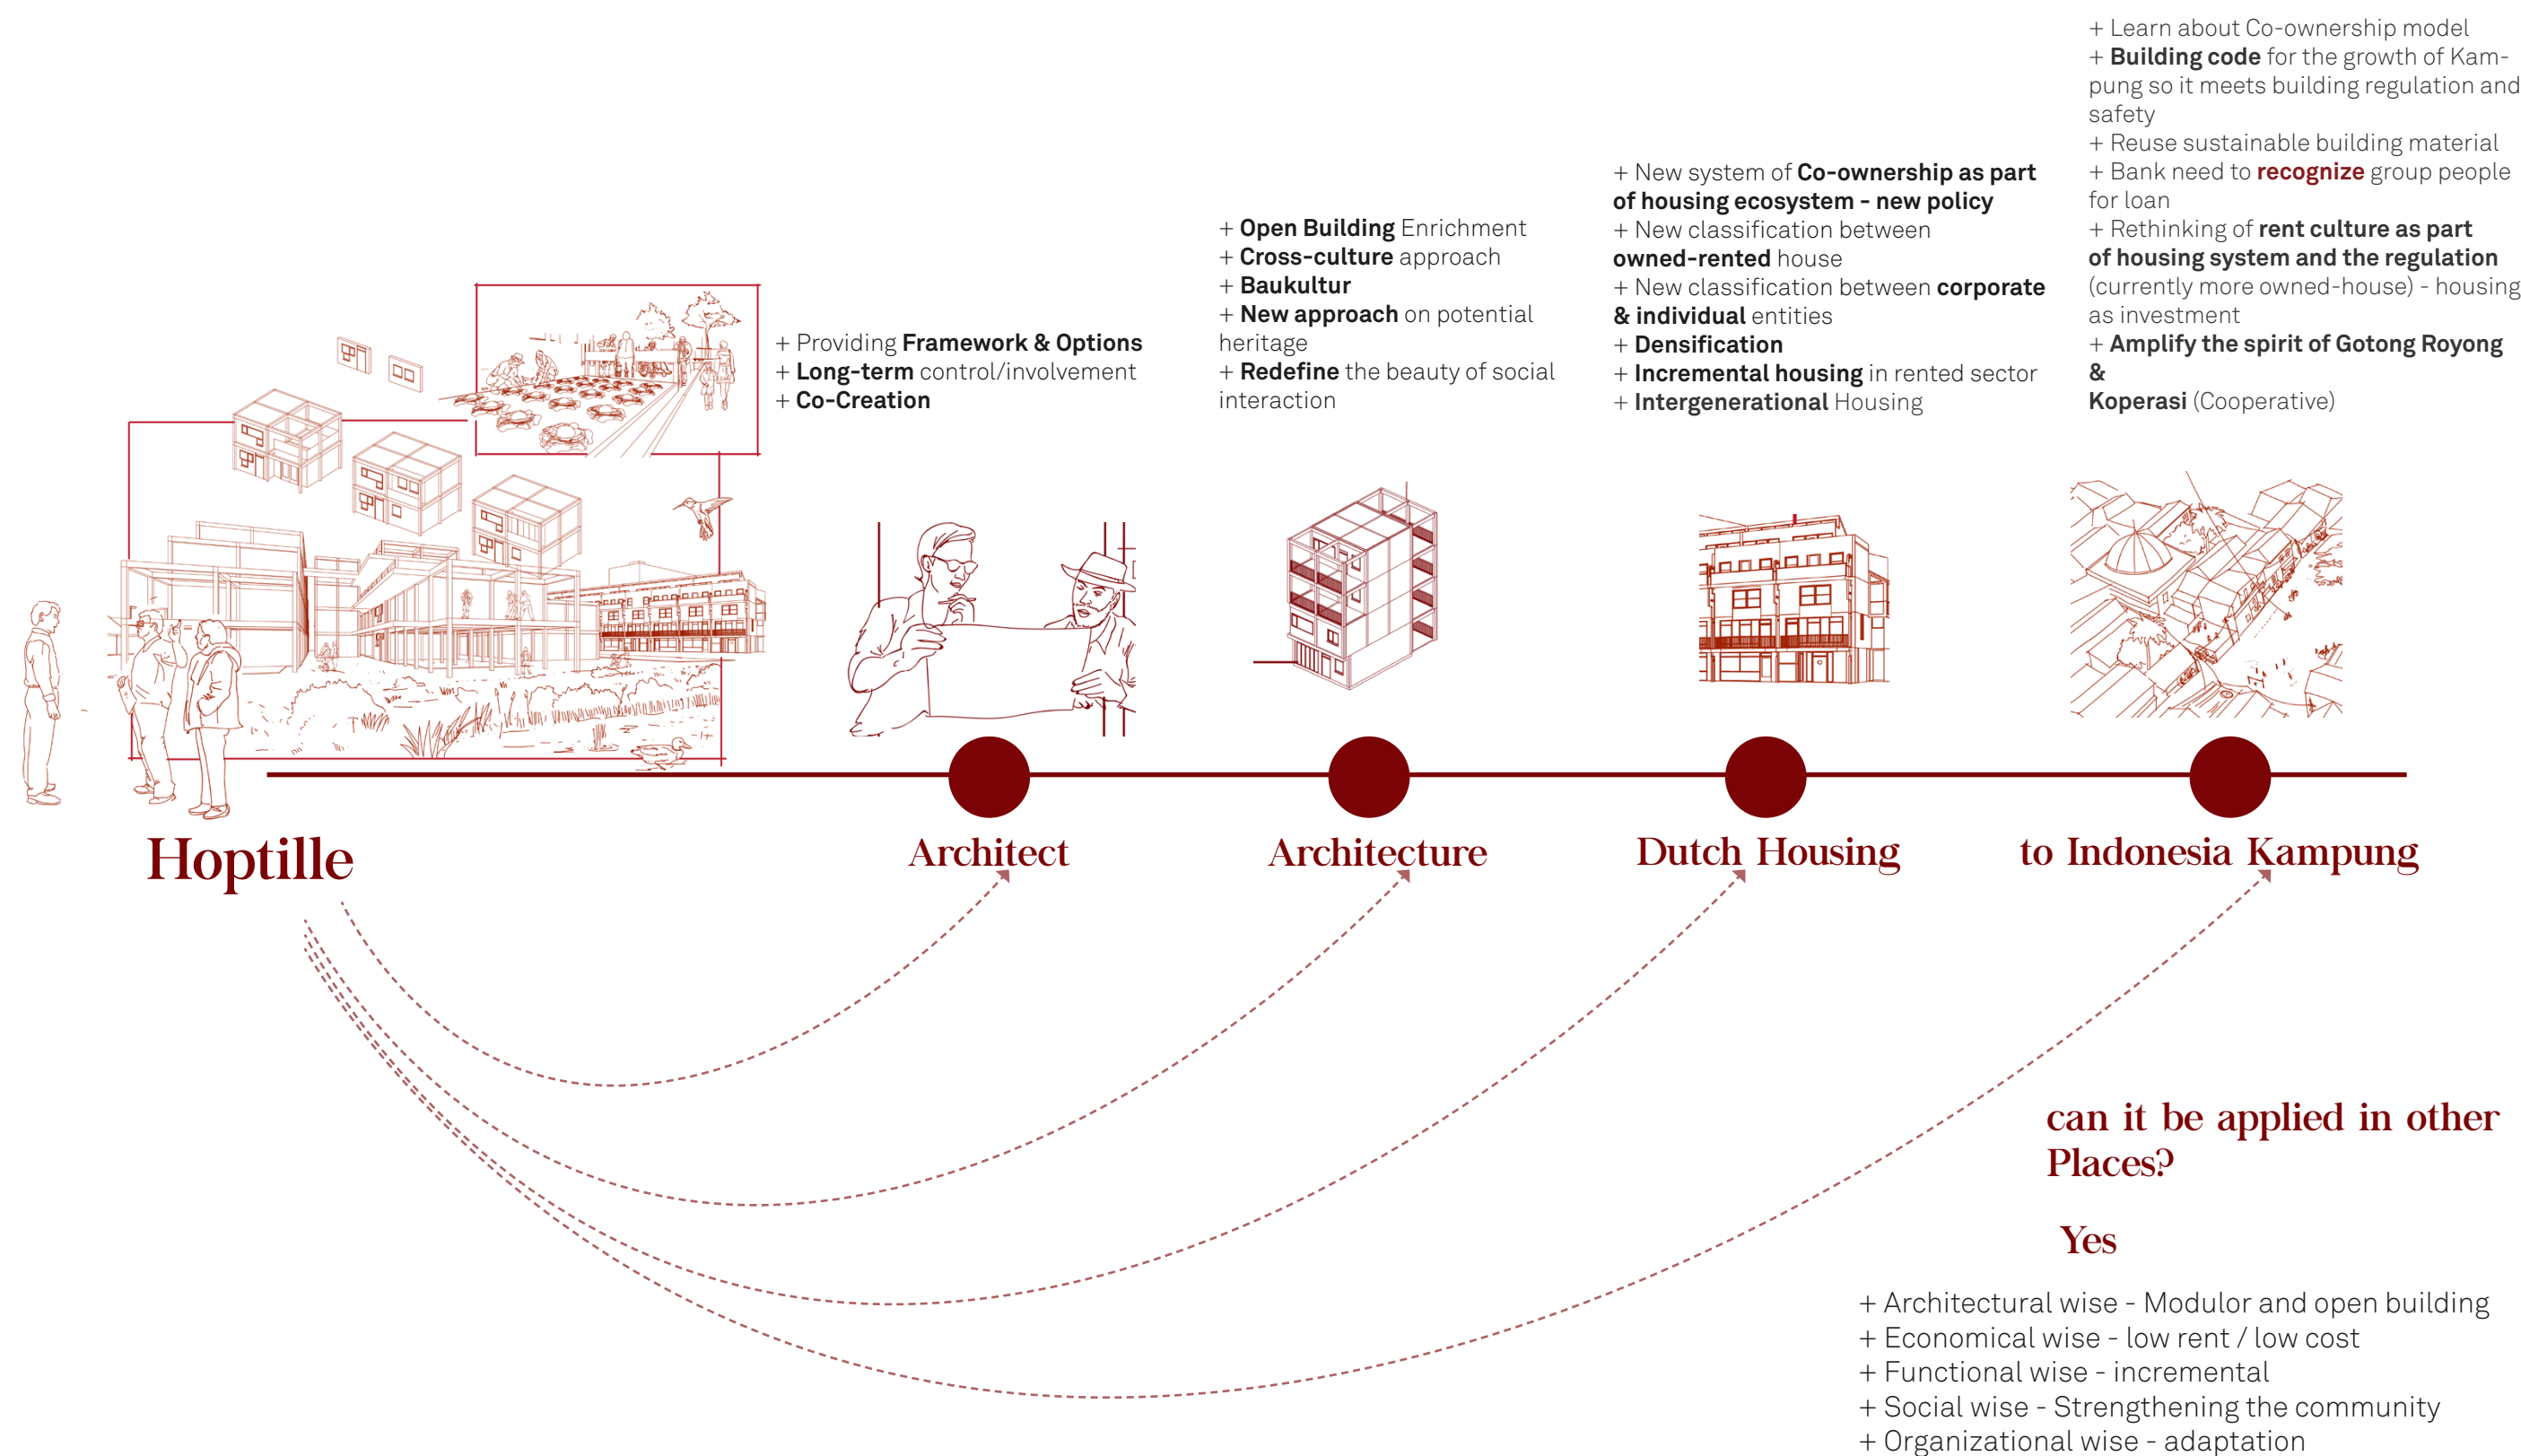 + Providing Framework & Options
+ Long-term control/involvement
+ Co-Creation
+ Open Building Enrichment
+ Cross-culture approach
+ Baukultur
+ New approach on potential
heritage
+ Redefine the beauty of social
interaction
+ New system of Co-ownership as part
of housing ecosystem - new policy
+ New classification between
owned-rented house
+ New classification between corporate
& individual entities
+ Densification
+ Incremental housing in rented sector
+ Intergenerational Housing
+ Learn about Co-ownership model
+ Building code for the growth of Kam-
pung so it meets building regulation and
safety
+ Reuse sustainable building material
+ Bank need to recognize group people
for loan
+ Rethinking of rent culture as part
of housing system and the regulation
(currently more owned-house) - housing
as investment
+ Amplify the spirit of Gotong Royong
&
Koperasi (Cooperative)
Hoptille
Architect
Architecture
Dutch Housing
to Indonesia Kampung
can it be applied in other
Places?
Yes
+ Architectural wise - Modulor and open building
+ Economical wise - low rent / low cost
+ Functional wise - incremental
+ Social wise - Strengthening the community
+ Organizational wise - adaptation